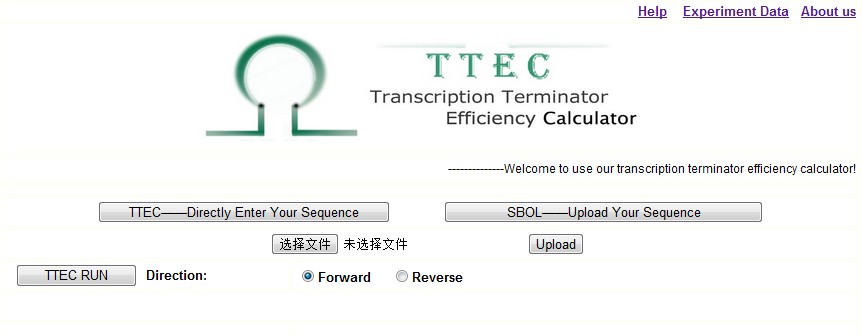 Help Experiment Data About us
TTEC
Transcription Terminator
Efficiency Calculator
--------------Welcome to use our transcription terminator efficiency calculator!
TTEC——Directly Enter Your Sequence SBOL——Upload Your Sequence
选择文件 未选择文件 Upload
TTEC RUN Direction: Forward Reverse